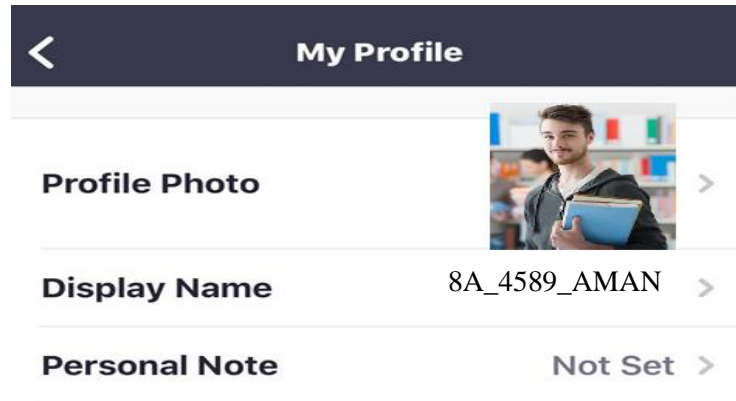 My Profile
Profile Photo
Display Name 8A_4589_AMAN
Personal Note Not Set